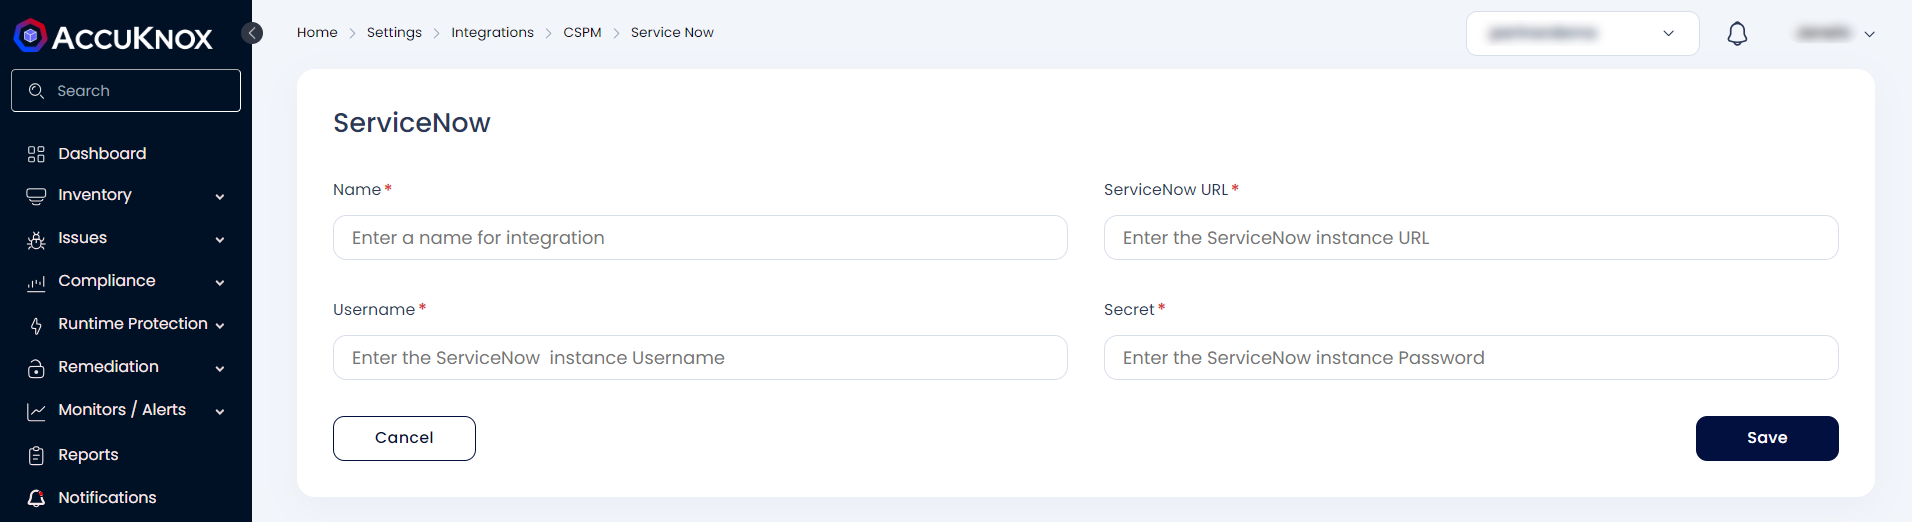 ACCUKNOX
Search
Dashboard
Inventory
Issues
Compliance
Runtime Protection
Remediation
Monitors / Alerts
Reports
Notifications
Home > Settings > Integrations > CSPM > Service Now
ServiceNow
Name *
Enter a name for integration
ServiceNow URL *
Enter the ServiceNow instance URL
Username *
Enter the ServiceNow  instance Username
Secret *
Enter the ServiceNow instance Password
Cancel
Save